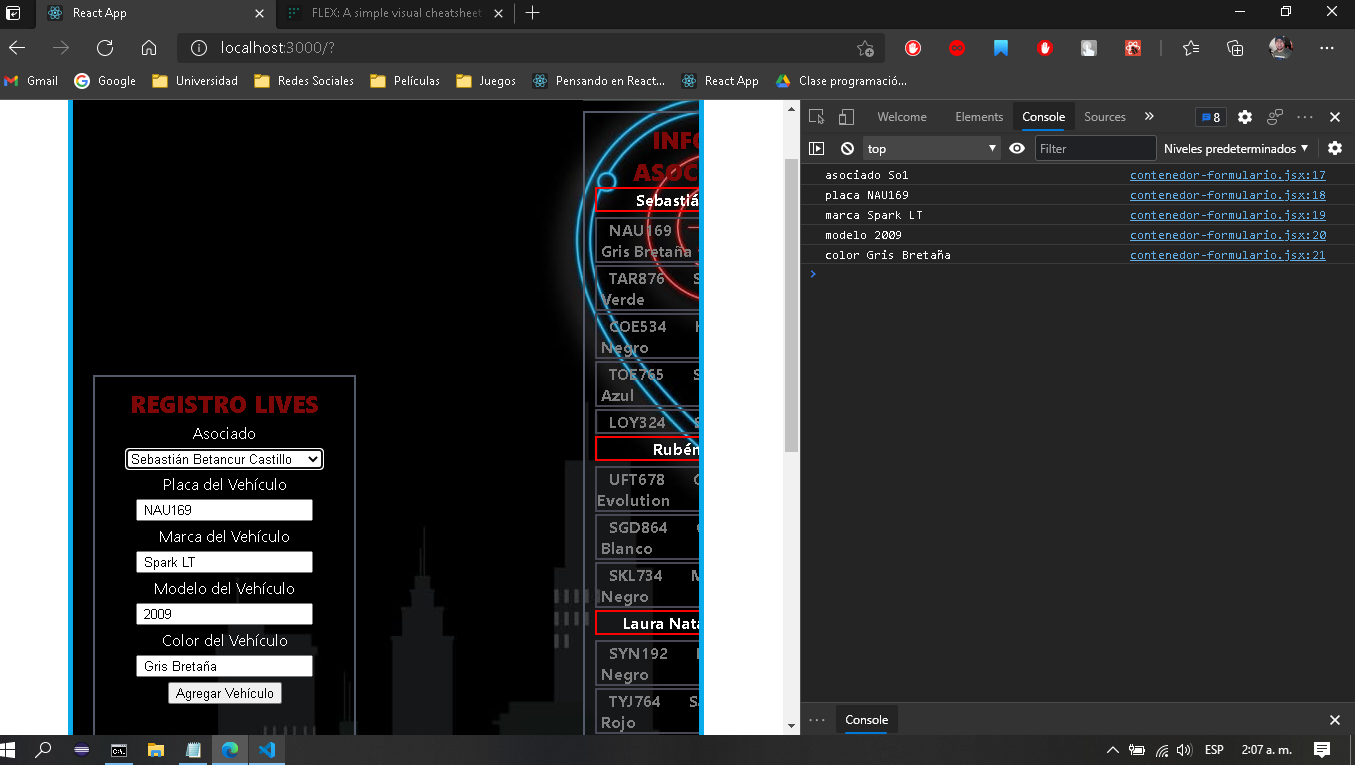 React App
FLEX: A simple visual cheatsheet
localhost:3000/?
Gmail
Google
Universidad
Redes Sociales
Películas
Juegos
Pensando en React...
React App
Clase programació...
REGISTRO LIVES
Asociado
Sebastián Betancur Castillo
Placa del Vehículo
NAU169
Marca del Vehículo
Spark LT
Modelo del Vehículo
2009
Color del Vehículo
Gris Bretaña
Agregar Vehículo
INFO
ASOC
Sebastiá
NAU169
Gris Bretaña
TAR876 S
Verde
COE534
Negro
TOE765 S
Azul
LOY324
Rubén
UFT678
Evolution
SGD864
Blanco
SKL734 M
Negro
Laura Nata
SYN192
Negro
TYJ764 Sa
Rojo
Welcome
Elements
Console
Sources
8
top
Filter
Niveles predeterminados
asociado So1 contenedor-formulario.jsx:17
placa NAU169 contenedor-formulario.jsx:18
marca Spark LT contenedor-formulario.jsx:19
modelo 2009 contenedor-formulario.jsx:20
color Gris Bretaña contenedor-formulario.jsx:21
Console
ESP
2:07 a. m.